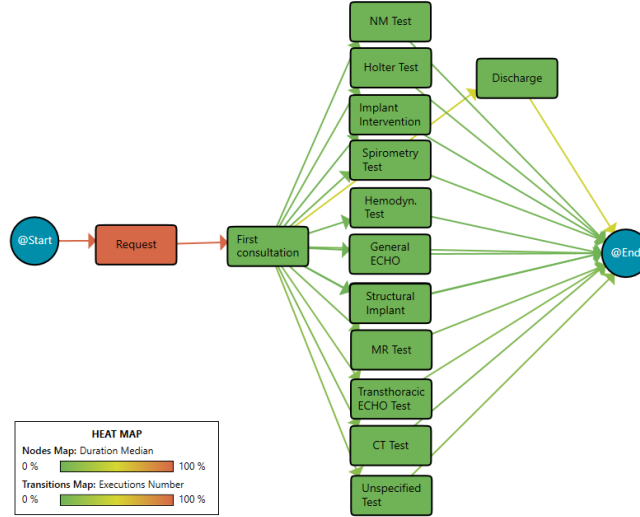 NM Test
Holter Test
Discharge
Implant
Intervention
Spirometry
Test
Hemodyn.
Test
@Start
Request
First
consultation
General
ECHO
@End
Structural
Implant
MR Test
Transthoracic
ECHO Test
CT Test
Unspecified
Test
HEAT MAP
Nodes Map: Duration Median
0 % 100 %
Transitions Map: Executions Number
0 % 100 %